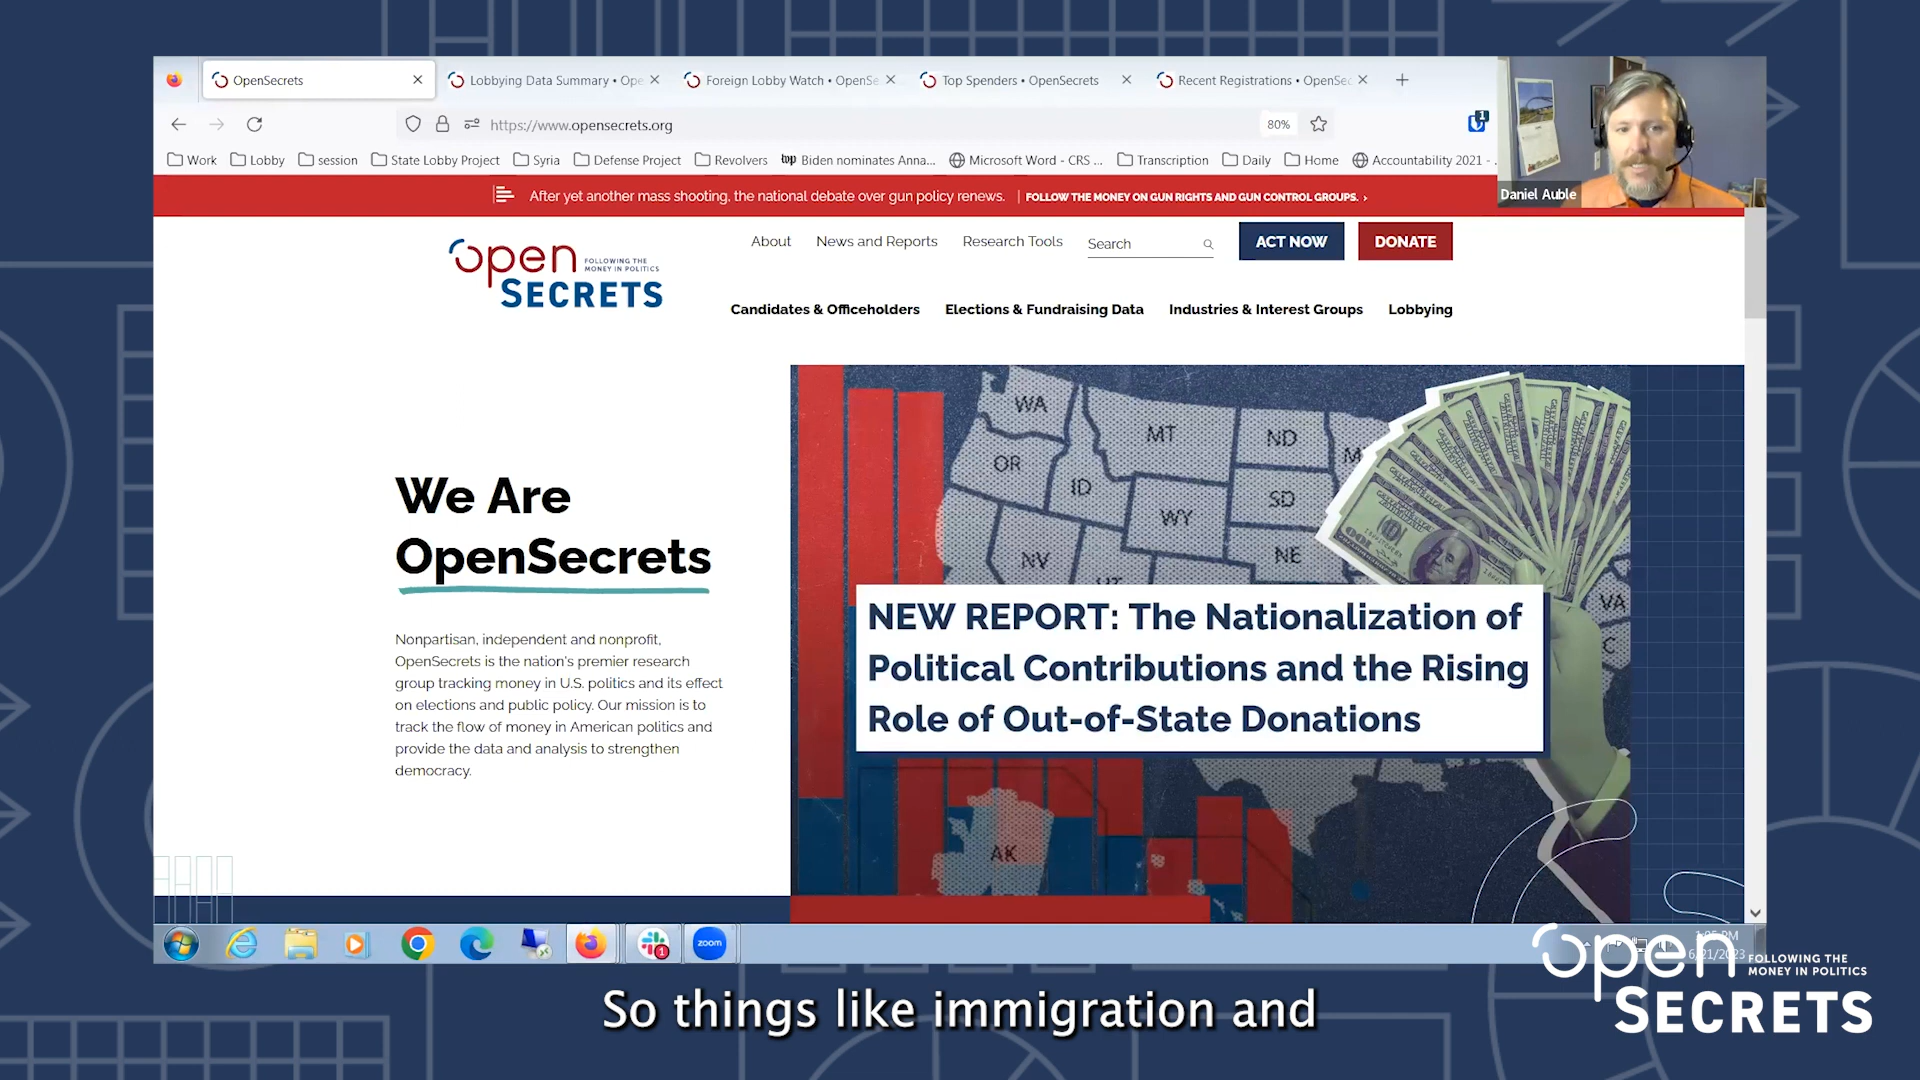 OpenSecrets
Lobbying Data Summary • Ope
Foreign Lobby Watch • OpenSe
Top Spenders • OpenSecrets
Recent Registrations • OpenSec
https://www.opensecrets.org
80%
1
Work
Lobby
session
State Lobby Project
Syria
Defense Project
Revolvers
top Biden nominates Anna...
Microsoft Word - CRS ...
Transcription
Daily
Home
Accountability 2021 - .
Daniel Auble
After yet another mass shooting, the national debate over gun policy renews. | FOLLOW THE MONEY ON GUN RIGHTS AND GUN CONTROL GROUPS. ›
open
FOLLOWING THE
MONEY IN POLITICS
SECRETS
About
News and Reports
Research Tools
Search
ACT NOW
DONATE
Candidates & Officeholders
Elections & Fundraising Data
Industries & Interest Groups
Lobbying
We Are
OpenSecrets
Nonpartisan, independent and nonprofit,
OpenSecrets is the nation's premier research
group tracking money in U.S. politics and its effect
on elections and public policy. Our mission is to
track the flow of money in American politics and
provide the data and analysis to strengthen
democracy.
WA
MT
ND
OR
ID
SD
WY
NV
NE
VA
100
NEW REPORT: The Nationalization of
Political Contributions and the Rising
Role of Out-of-State Donations
AK
1
zoom
So things like immigration and
open
FOLLOWING THE
MONEY IN POLITICS
SECRETS